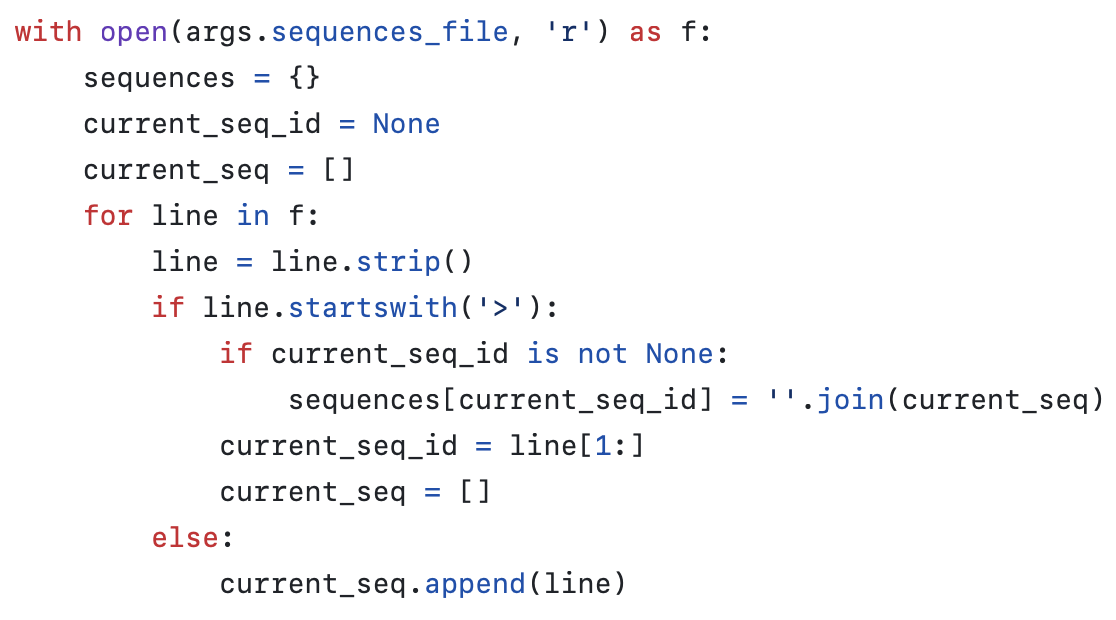 with open(args.sequences_file, 'r') as f:
    sequences = {}
    current_seq_id = None
    current_seq = []
    for line in f:
        line = line.strip()
        if line.startswith('>'):
            if current_seq_id is not None:
                sequences[current_seq_id] = ''.join(current_seq)
            current_seq_id = line[1:]
            current_seq = []
        else:
            current_seq.append(line)